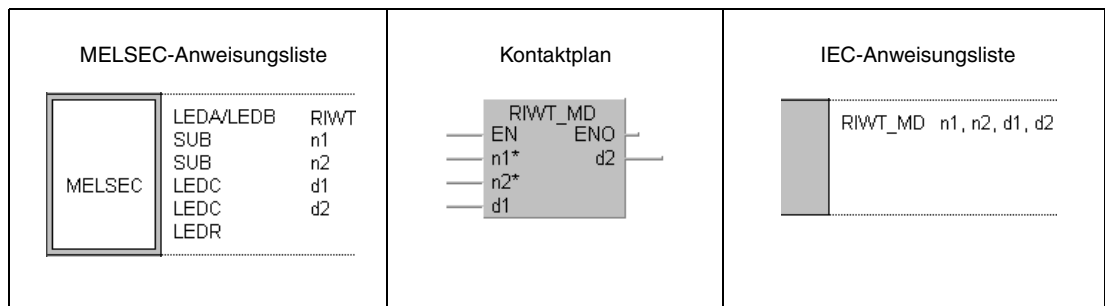 MELSEC-Anweisungsliste
MELSEC
LEDA/LEDB RIWT
SUB n1
SUB n2
LEDC d1
LEDC d2
LEDR
Kontaktplan
RIWT_MD
EN ENO
n1* d2
n2*
d1
IEC-Anweisungsliste
RIWT_MD n1, n2, d1, d2